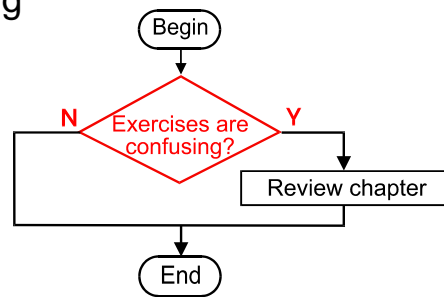 g
Begin
N
Y
Exercises are
confusing?
Review chapter
End